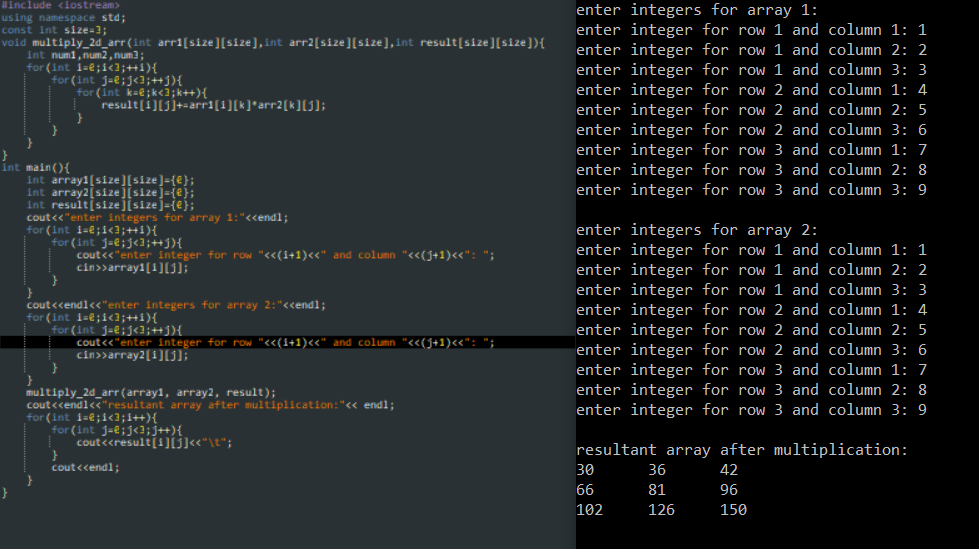 #include <iostream>
using namespace std;
const int size=3;
void multiply_2d_arr(int arr1[size][size],int arr2[size][size],int result[size][size]){
    int num1,num2,num3;
    for(int i=0;i<3;++i){
        for(int j=0;j<3;++j){
            for(int k=0;k<3;k++){
                result[i][j]+=arr1[i][k]*arr2[k][j];
            }
        }
    }
}
int main(){
    int array1[size][size]={0};
    int array2[size][size]={0};
    int result[size][size]={0};
    cout<<"enter integers for array 1:"<<endl;
    for(int i=0;i<3;++i){
        for(int j=0;j<3;++j){
            cout<<"enter integer for row "<<(i+1)<<" and column "<<(j+1)<<": ";
            cin>>array1[i][j];
        }
    }
    cout<<endl<<"enter integers for array 2:"<<endl;
    for(int i=0;i<3;++i){
        for(int j=0;j<3;++j){
            cout<<"enter integer for row "<<(i+1)<<" and column "<<(j+1)<<": ";
            cin>>array2[i][j];
        }
    }
    multiply_2d_arr(array1, array2, result);
    cout<<endl<<"resultant array after multiplication:"<< endl;
    for(int i=0;i<3;i++){
        for(int j=0;j<3;j++){
            cout<<result[i][j]<<"\t";
        }
        cout<<endl;
    }
}
enter integers for array 1:
enter integer for row 1 and column 1: 1
enter integer for row 1 and column 2: 2
enter integer for row 1 and column 3: 3
enter integer for row 2 and column 1: 4
enter integer for row 2 and column 2: 5
enter integer for row 2 and column 3: 6
enter integer for row 3 and column 1: 7
enter integer for row 3 and column 2: 8
enter integer for row 3 and column 3: 9
enter integers for array 2:
enter integer for row 1 and column 1: 1
enter integer for row 1 and column 2: 2
enter integer for row 1 and column 3: 3
enter integer for row 2 and column 1: 4
enter integer for row 2 and column 2: 5
enter integer for row 2 and column 3: 6
enter integer for row 3 and column 1: 7
enter integer for row 3 and column 2: 8
enter integer for row 3 and column 3: 9
resultant array after multiplication:
30 36 42
66 81 96
102 126 150